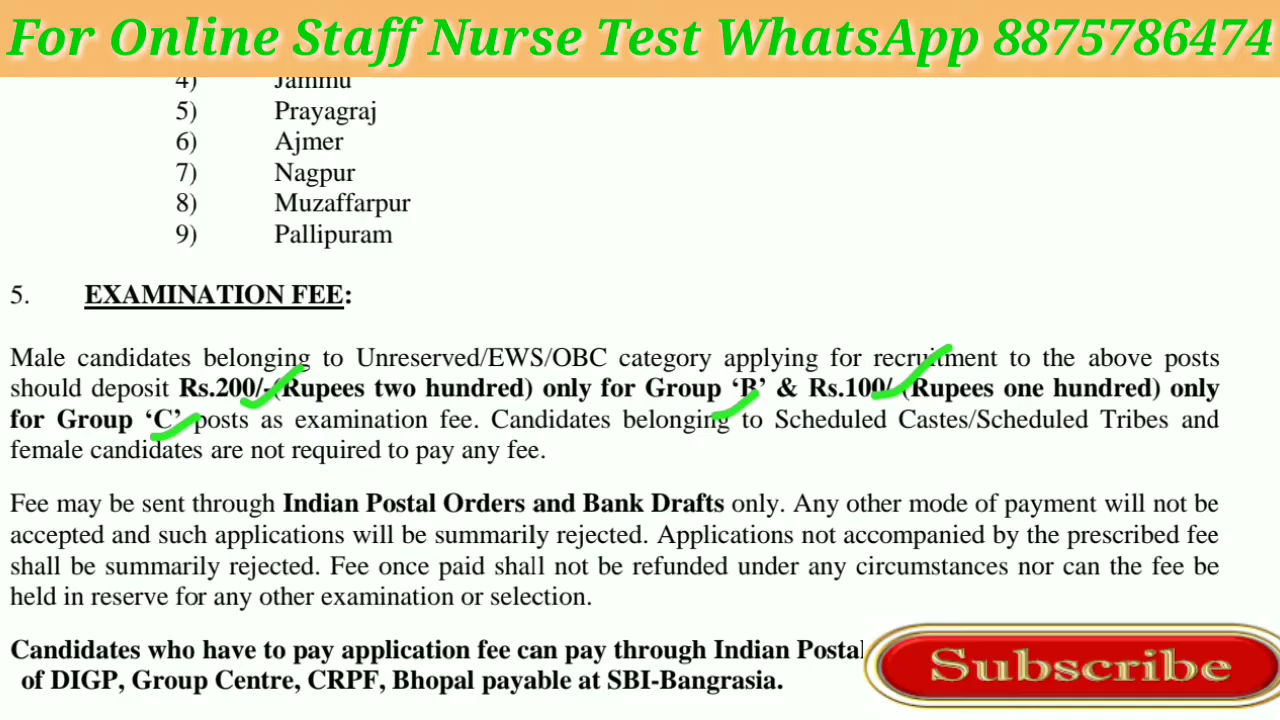 For Online Staff Nurse Test WhatsApp 8875786474
4) Jammu
5) Prayagraj
6) Ajmer
7) Nagpur
8) Muzaffarpur
9) Pallipuram
5. EXAMINATION FEE:
Male candidates belonging to Unreserved/EWS/OBC category applying for recruitment to the above posts
should deposit Rs.200/-(Rupees two hundred) only for Group ‘B’ & Rs.100/-(Rupees one hundred) only
for Group ‘C’ posts as examination fee. Candidates belonging to Scheduled Castes/Scheduled Tribes and
female candidates are not required to pay any fee.
Fee may be sent through Indian Postal Orders and Bank Drafts only. Any other mode of payment will not be
accepted and such applications will be summarily rejected. Applications not accompanied by the prescribed fee
shall be summarily rejected. Fee once paid shall not be refunded under any circumstances nor can the fee be
held in reserve for any other examination or selection.
Candidates who have to pay application fee can pay through Indian Postal
of DIGP, Group Centre, CRPF, Bhopal payable at SBI-Bangrasia.
Subscribe